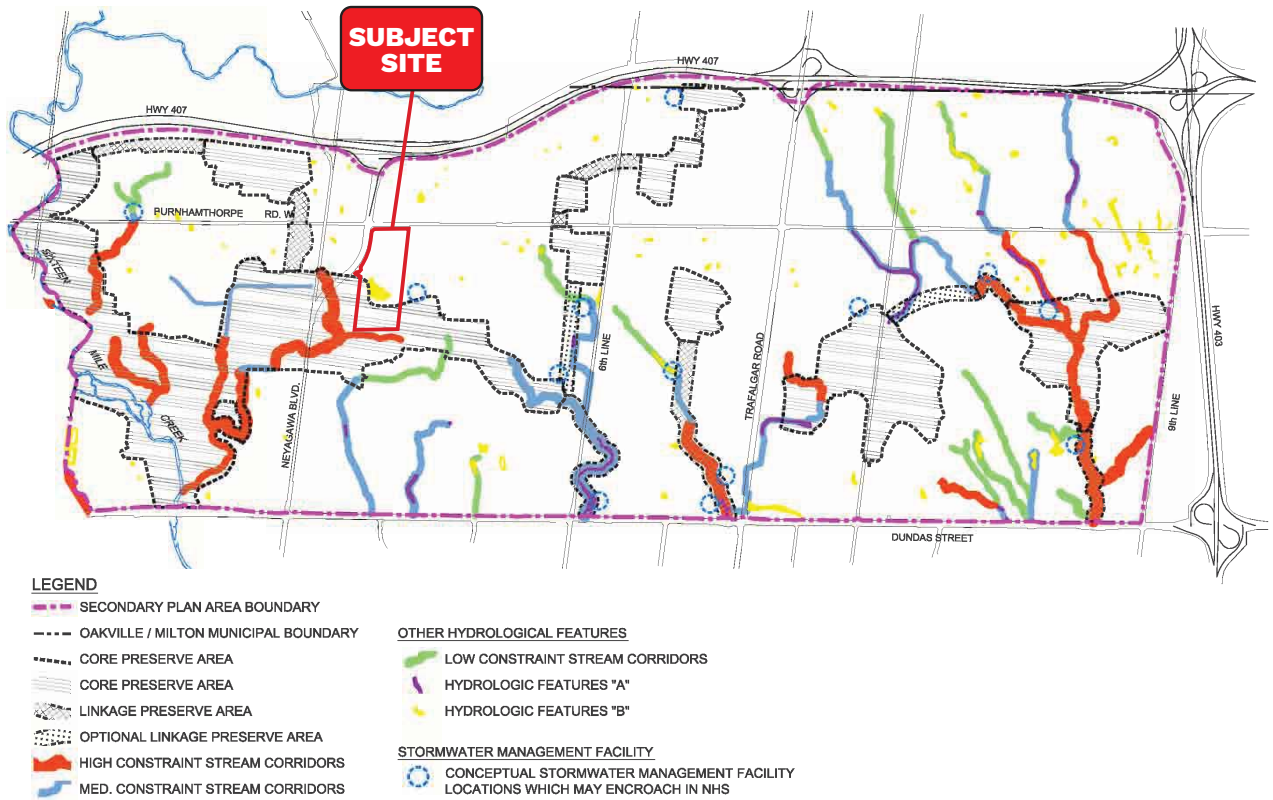 SUBJECT
SITE
HWY 407
HWY 407
BURNHAMTHORPE RD. W
SIXTEEN
MILE
CREEK
NEYAGAWA BLVD.
6th LINE
TRAFALGAR ROAD
9th LINE
HWY 403
DUNDAS STREET
LEGEND
SECONDARY PLAN AREA BOUNDARY
OAKVILLE / MILTON MUNICIPAL BOUNDARY
CORE PRESERVE AREA
CORE PRESERVE AREA
LINKAGE PRESERVE AREA
OPTIONAL LINKAGE PRESERVE AREA
HIGH CONSTRAINT STREAM CORRIDORS
MED. CONSTRAINT STREAM CORRIDORS
OTHER HYDROLOGICAL FEATURES
LOW CONSTRAINT STREAM CORRIDORS
HYDROLOGIC FEATURES "A"
HYDROLOGIC FEATURES "B"
STORMWATER MANAGEMENT FACILITY
CONCEPTUAL STORMWATER MANAGEMENT FACILITY
LOCATIONS WHICH MAY ENCROACH IN NHS